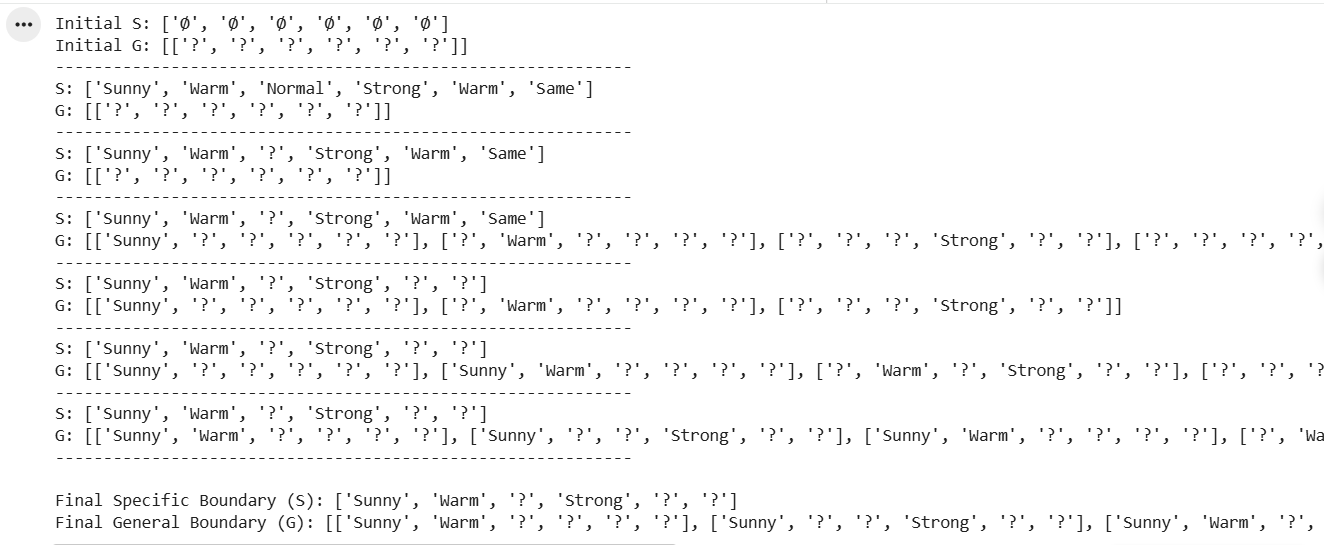 Initial S: ['Ø', 'Ø', 'Ø', 'Ø', 'Ø', 'Ø']
Initial G: [['?', '?', '?', '?', '?', '?']]
------------------------------------------------------------
S: ['Sunny', 'Warm', 'Normal', 'Strong', 'Warm', 'Same']
G: [['?', '?', '?', '?', '?', '?']]
------------------------------------------------------------
S: ['Sunny', 'Warm', '?', 'Strong', 'Warm', 'Same']
G: [['?', '?', '?', '?', '?', '?']]
------------------------------------------------------------
S: ['Sunny', 'Warm', '?', 'Strong', 'Warm', 'Same']
G: [['Sunny', '?', '?', '?', '?', '?'], ['?', 'Warm', '?', '?', '?', '?'], ['?', '?', '?', 'Strong', '?', '?'], ['?', '?', '?', '?',
------------------------------------------------------------
S: ['Sunny', 'Warm', '?', 'Strong', '?', '?']
G: [['Sunny', '?', '?', '?', '?', '?'], ['?', 'Warm', '?', '?', '?', '?'], ['?', '?', '?', 'Strong', '?', '?']]
------------------------------------------------------------
S: ['Sunny', 'Warm', '?', 'Strong', '?', '?']
G: [['Sunny', '?', '?', '?', '?', '?'], ['Sunny', 'Warm', '?', '?', '?', '?'], ['?', 'Warm', '?', 'Strong', '?', '?'], ['?', '?', '?
------------------------------------------------------------
S: ['Sunny', 'Warm', '?', 'Strong', '?', '?']
G: [['Sunny', 'Warm', '?', '?', '?', '?'], ['Sunny', '?', '?', 'Strong', '?', '?'], ['Sunny', 'Warm', '?', '?', '?', '?'], ['?', 'Wa
------------------------------------------------------------
Final Specific Boundary (S): ['Sunny', 'Warm', '?', 'Strong', '?', '?']
Final General Boundary (G): [['Sunny', 'Warm', '?', '?', '?', '?'], ['Sunny', '?', '?', 'Strong', '?', '?'], ['Sunny', 'Warm', '?',